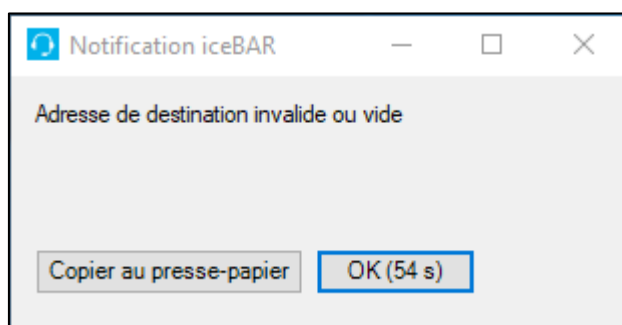 Notification iceBAR
Adresse de destination invalide ou vide
Copier au presse-papier
OK (54 s)